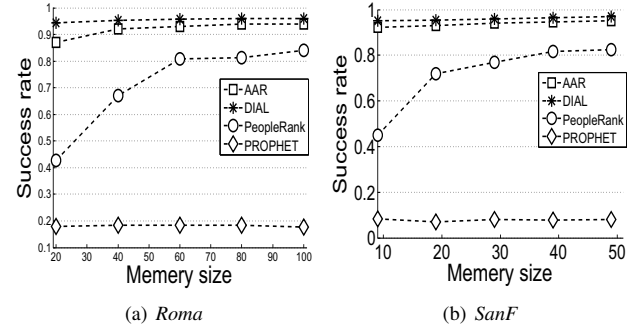 1
0.9
0.8
0.7
0.6
0.5
0.4
0.3
0.2
0.1
Success rate
20 30 40 50 60 70 80 90 100
Memery size
AAR
DIAL
PeopleRank
PROPHET
(a) Roma
1
0.8
0.6
0.4
0.2
0
Success rate
10 20 30 40 50
Memery size
AAR
DIAL
PeopleRank
PROPHET
(b) SanF